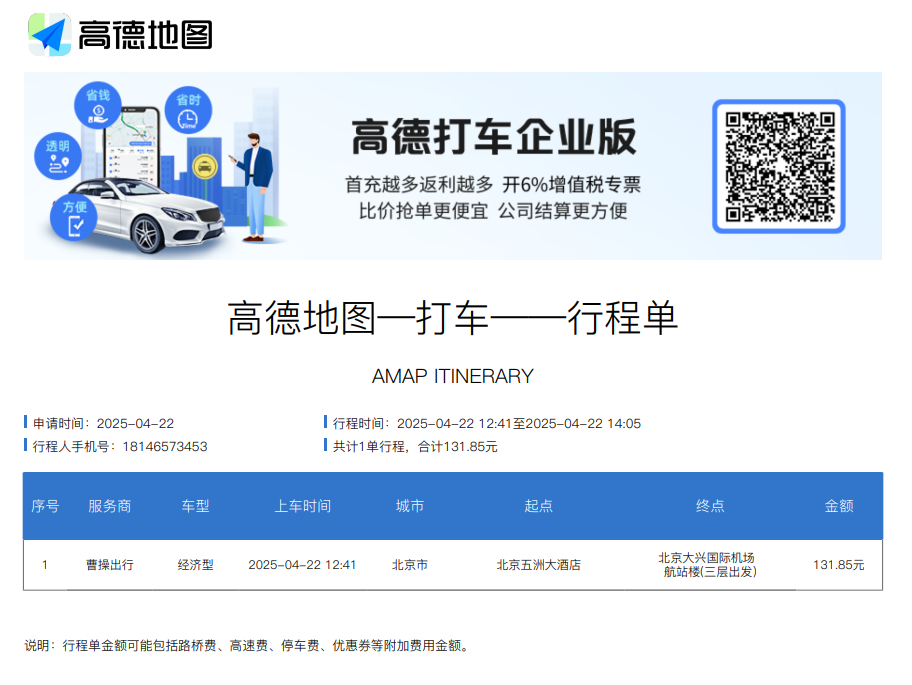 高德地图
省钱
省时
Time
透明
方便
高德打车企业版
首充越多返利越多 开6%增值税专票
比价抢单更便宜 公司结算更方便
高德地图—打车——行程单
AMAP ITINERARY
申请时间：2025-04-22 行程时间：2025-04-22 12:41至2025-04-22 14:05
行程人手机号：18146573453 共计1单行程，合计131.85元
序号 服务商 车型 上车时间 城市 起点 终点 金额
1 曹操出行 经济型 2025-04-22 12:41 北京市 北京五洲大酒店 北京大兴国际机场 131.85元
航站楼(三层出发)
说明：行程单金额可能包括路桥费、高速费、停车费、优惠券等附加费用金额。